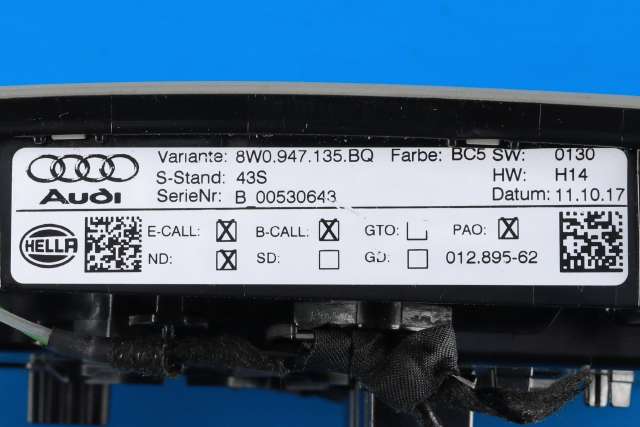 Variante: 8W0.947.135.BQ Farbe: BC5 SW: 0130
S-Stand: 43S HW: H14
Audi SerieNr: B_00530643 Datum: 11.10.17
E-CALL: ☒ B-CALL: ☒ GTO: ☐ PAO: ☒
HELLA ND: ☒ SD: ☐ GD: ☐ 012.895-62